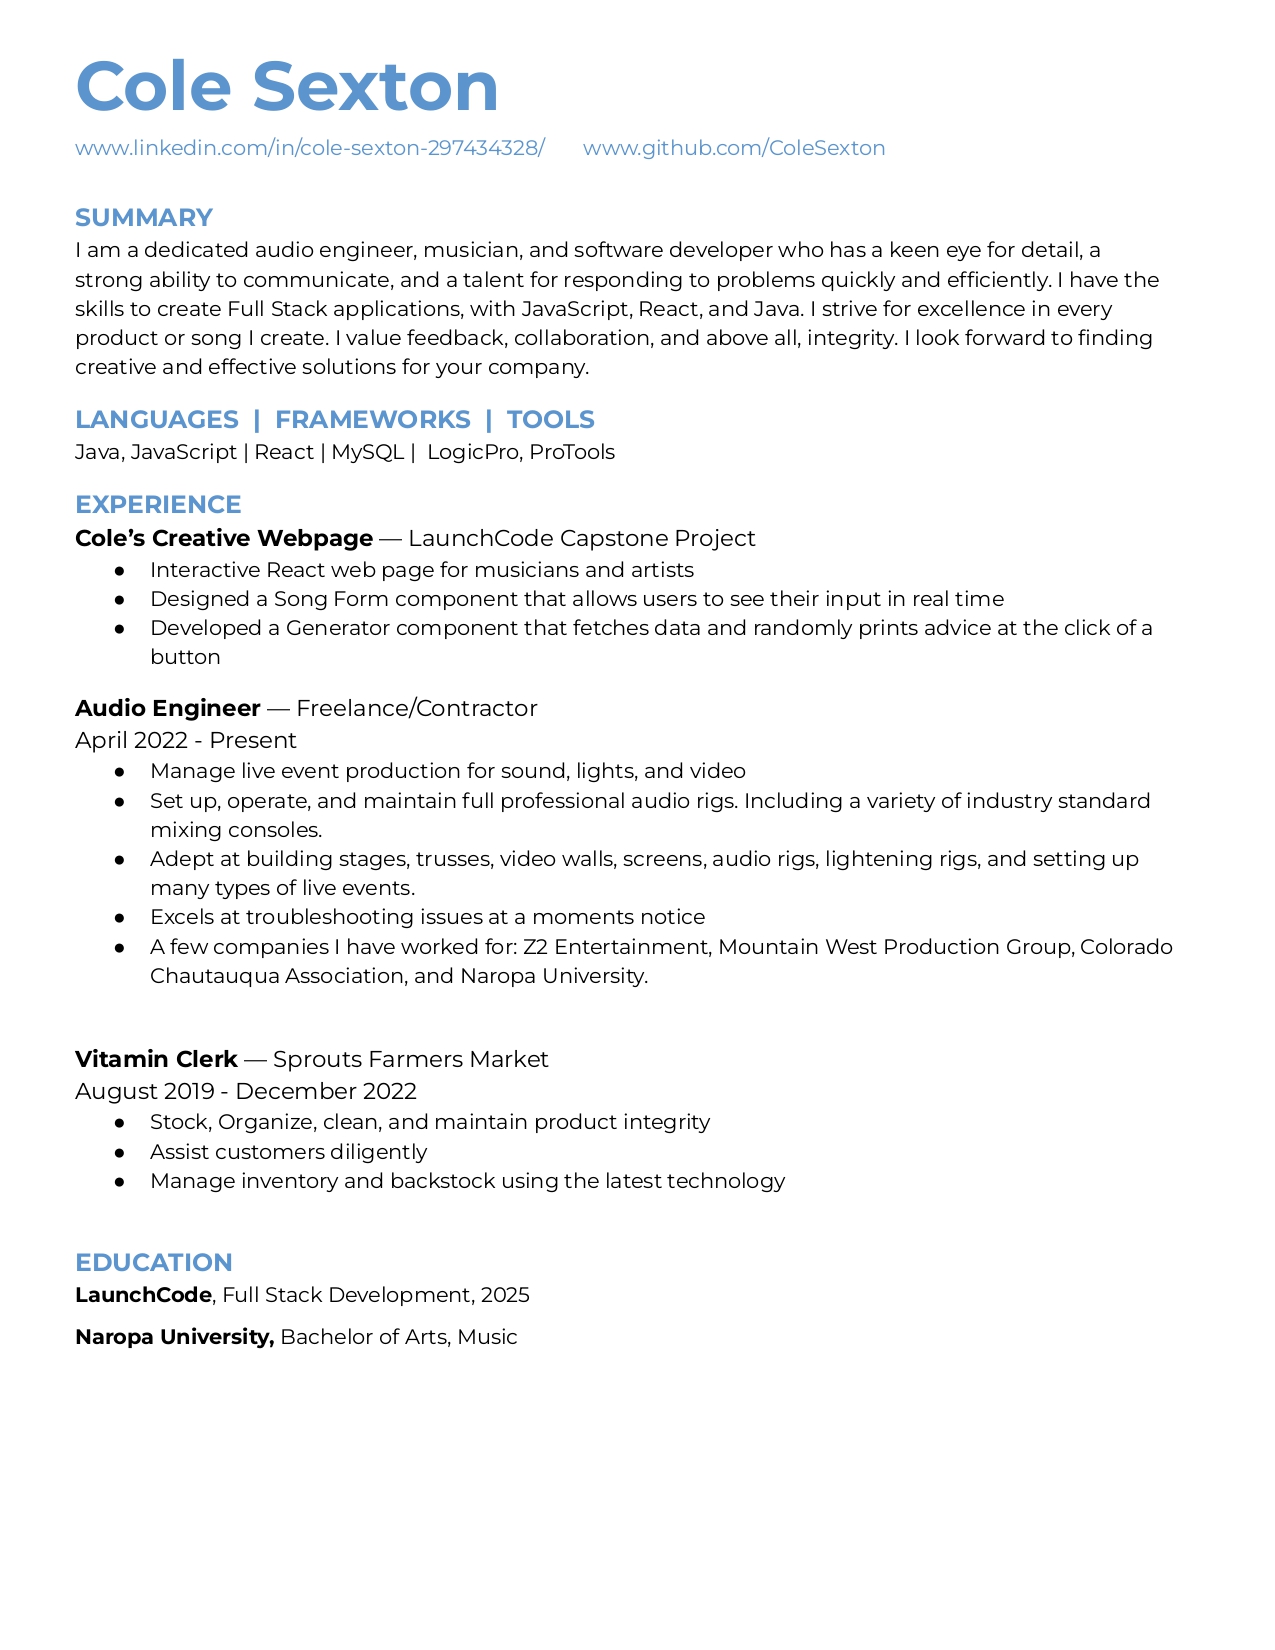 Cole Sexton
www.linkedin.com/in/cole-sexton-297434328/ www.github.com/ColeSexton
SUMMARY
I am a dedicated audio engineer, musician, and software developer who has a keen eye for detail, a
strong ability to communicate, and a talent for responding to problems quickly and efficiently. I have the
skills to create Full Stack applications, with JavaScript, React, and Java. I strive for excellence in every
product or song I create. I value feedback, collaboration, and above all, integrity. I look forward to finding
creative and effective solutions for your company.
LANGUAGES | FRAMEWORKS | TOOLS
Java, JavaScript | React | MySQL | LogicPro, ProTools
EXPERIENCE
Cole’s Creative Webpage — LaunchCode Capstone Project
● Interactive React web page for musicians and artists
● Designed a Song Form component that allows users to see their input in real time
● Developed a Generator component that fetches data and randomly prints advice at the click of a
button
Audio Engineer — Freelance/Contractor
April 2022 - Present
● Manage live event production for sound, lights, and video
● Set up, operate, and maintain full professional audio rigs. Including a variety of industry standard
mixing consoles.
● Adept at building stages, trusses, video walls, screens, audio rigs, lightening rigs, and setting up
many types of live events.
● Excels at troubleshooting issues at a moments notice
● A few companies I have worked for: Z2 Entertainment, Mountain West Production Group, Colorado
Chautauqua Association, and Naropa University.
Vitamin Clerk — Sprouts Farmers Market
August 2019 - December 2022
● Stock, Organize, clean, and maintain product integrity
● Assist customers diligently
● Manage inventory and backstock using the latest technology
EDUCATION
LaunchCode, Full Stack Development, 2025
Naropa University, Bachelor of Arts, Music